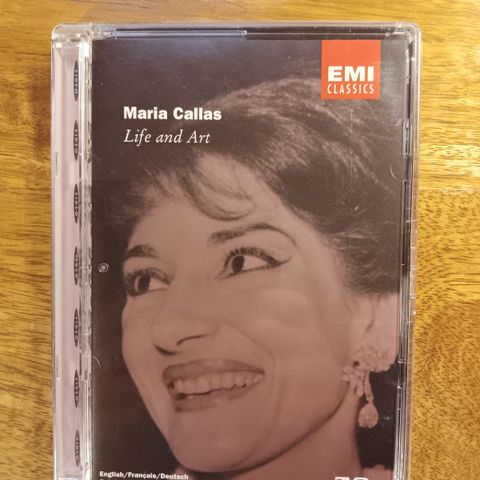 EMI
CLASSICS
Maria Callas
Life and Art
English/Français/Deutsch